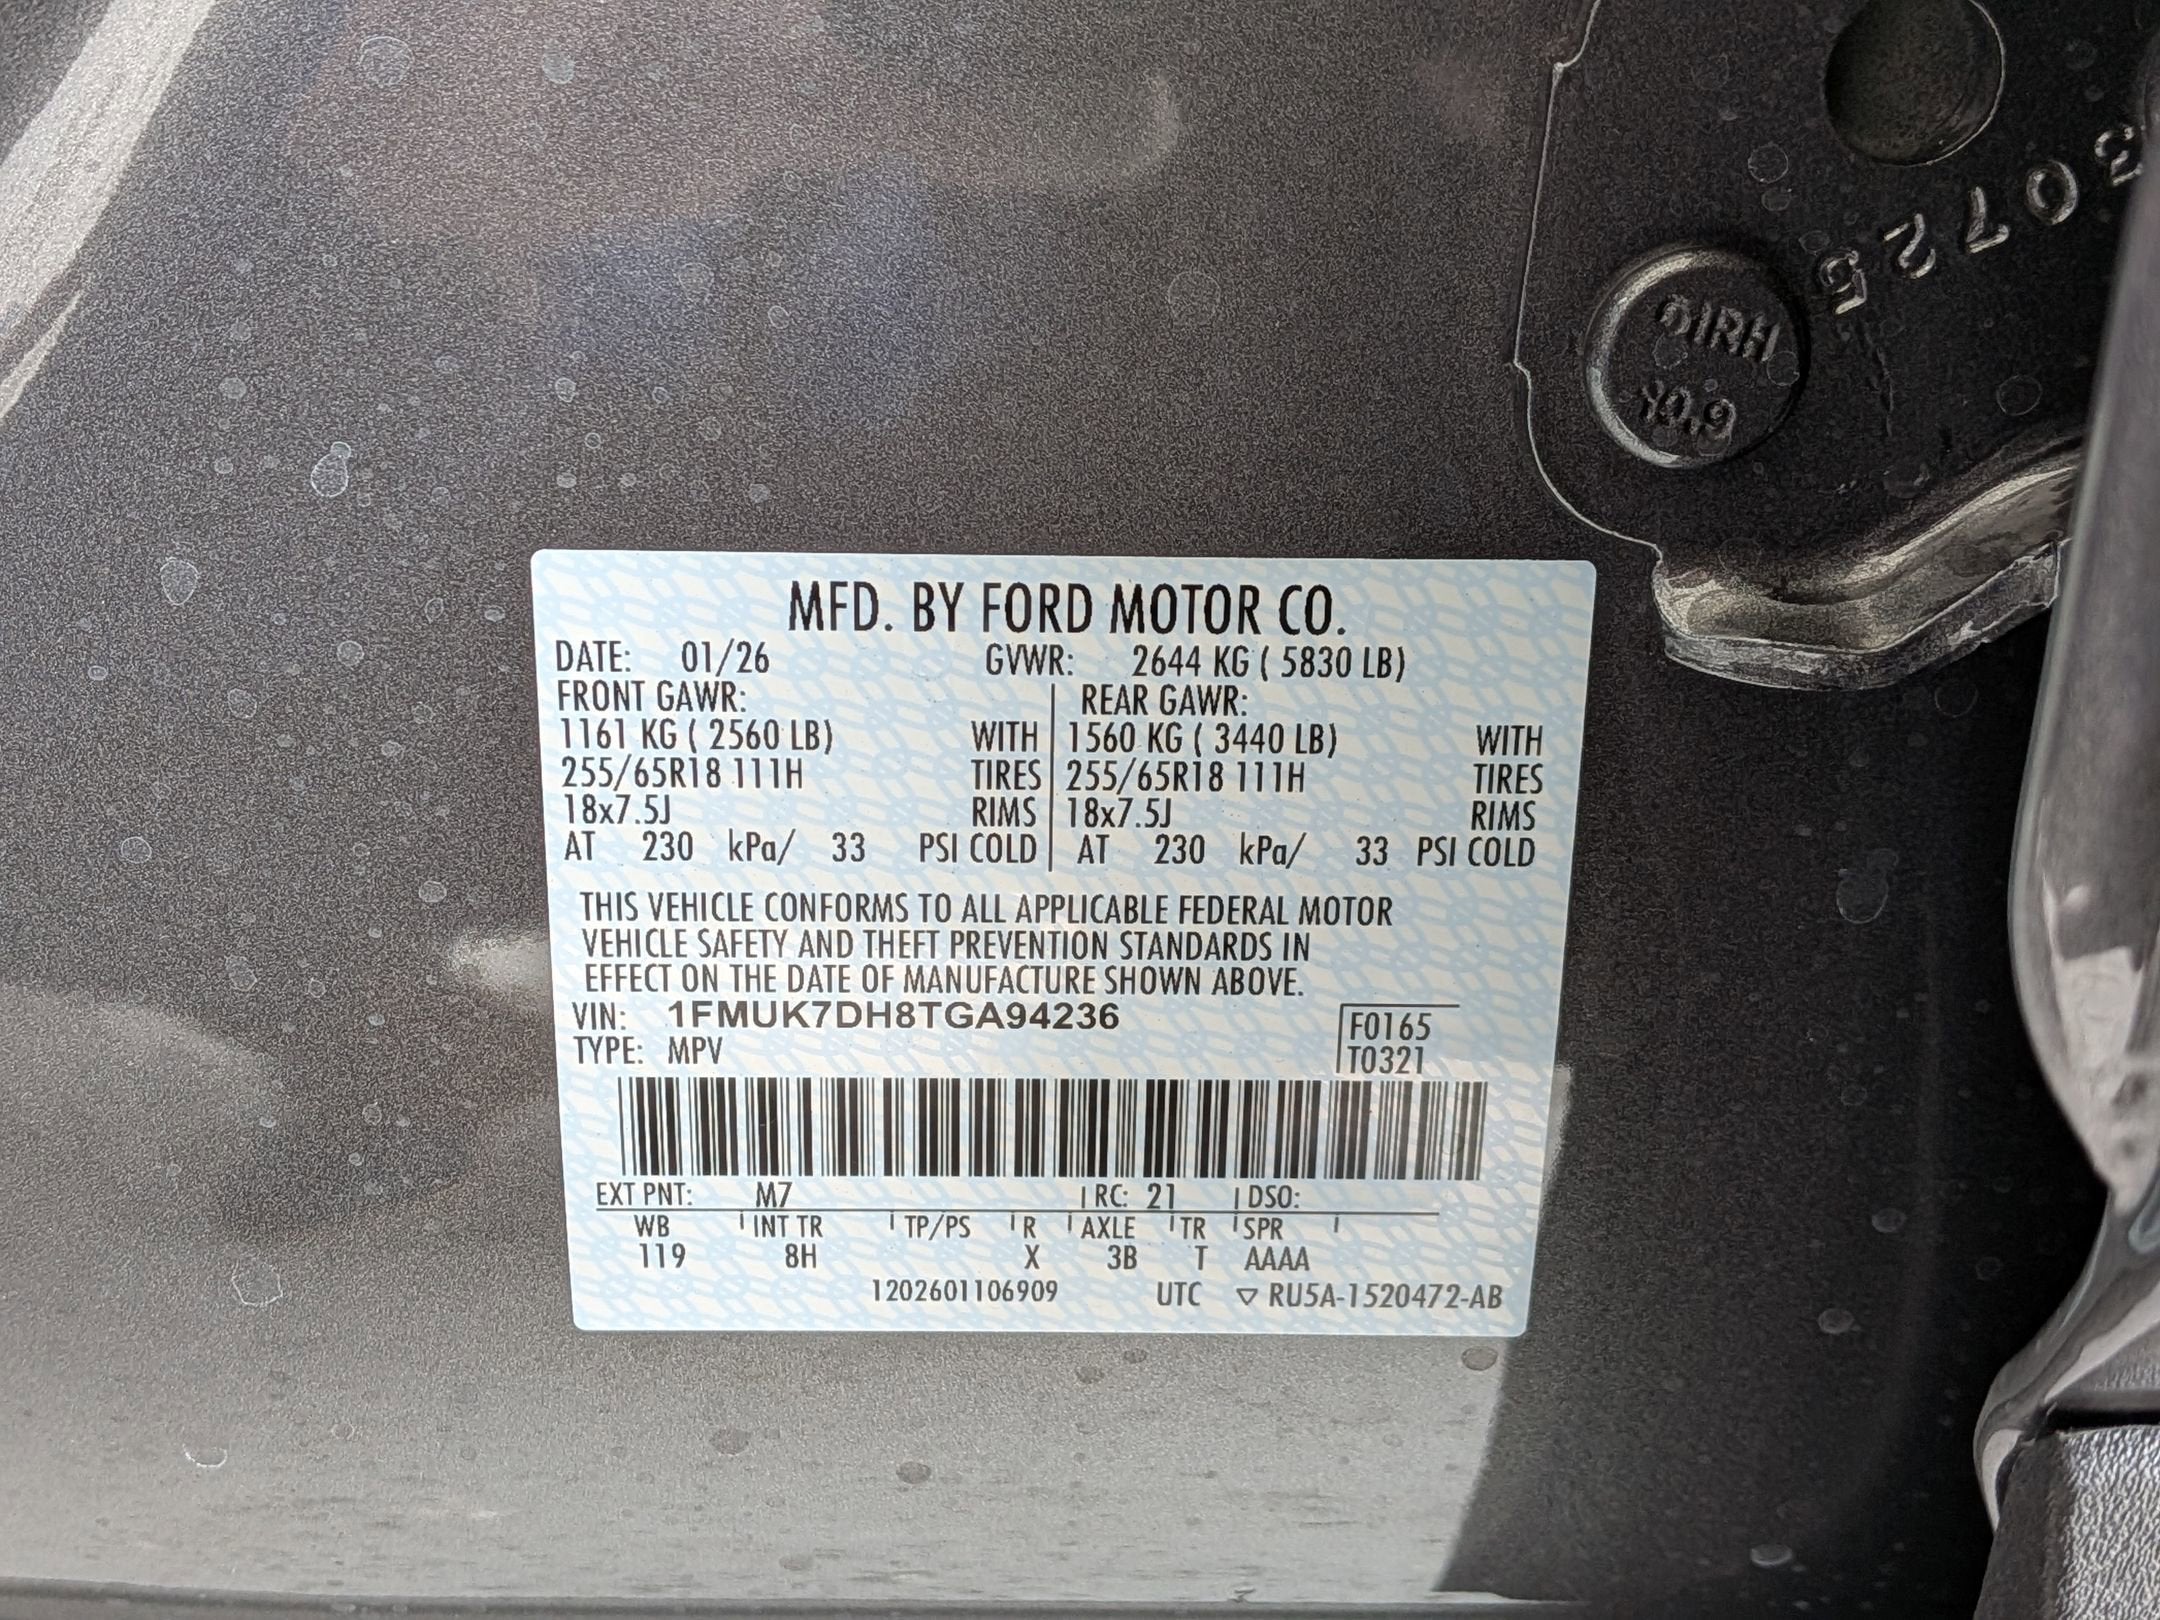 30725
MFD. BY FORD MOTOR CO.
DATE: 01/26 GVWR: 2644 KG ( 5830 LB)
FRONT GAWR: REAR GAWR:
1161 KG ( 2560 LB) WITH 1560 KG ( 3440 LB) WITH
255/65R18 111H TIRES 255/65R18 111H TIRES
18x7.5J RIMS 18x7.5J RIMS
AT 230 kPa/ 33 PSI COLD AT 230 kPa/ 33 PSI COLD
THIS VEHICLE CONFORMS TO ALL APPLICABLE FEDERAL MOTOR
VEHICLE SAFETY AND THEFT PREVENTION STANDARDS IN
EFFECT ON THE DATE OF MANUFACTURE SHOWN ABOVE.
VIN: 1FMUK7DH8TGA94236 F0165
TYPE: MPV T0321
EXT PNT: M7 RC: 21 DSO:
WB INT TR TP/PS R AXLE TR SPR
119 8H X 3B T AAAA
1202601106909 UTC ▽ RU5A-1520472-AB